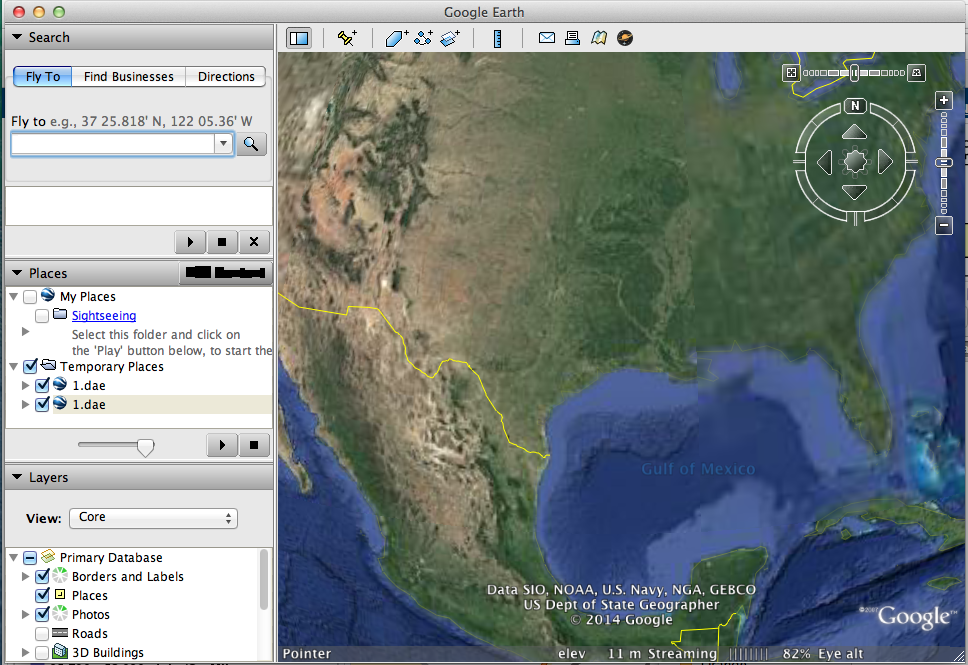 Google Earth
Search
Fly To Find Businesses Directions
Fly to e.g., 37 25.818' N, 122 05.36' W
Places
My Places
Sightseeing
Select this folder and click on
the 'Play' button below, to start the
Temporary Places
1.dae
1.dae
Layers
View: Core
Primary Database
Borders and Labels
Places
Photos
Roads
3D Buildings
N
Gulf of Mexico
Data SIO, NOAA, U.S. Navy, NGA, GEBCO
US Dept of State Geographer
© 2014 Google
©2007 Google™
Pointer elev 11 m Streaming 82% Eye alt